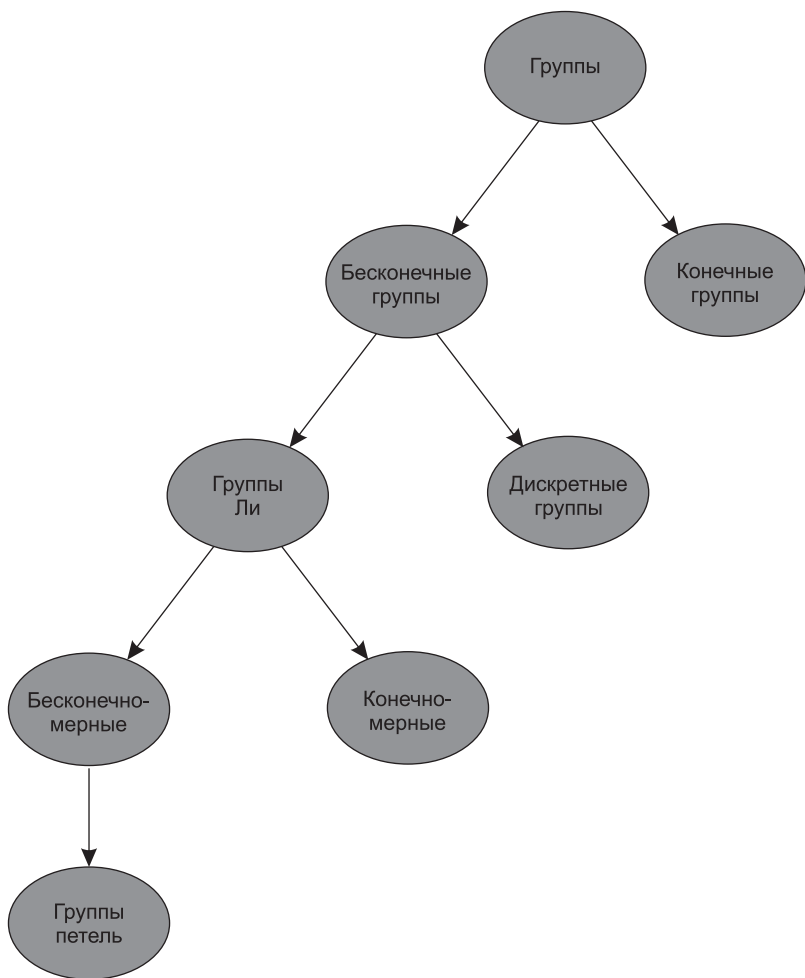 Группы
Бесконечные
группы
Конечные
группы
Группы
Ли
Дискретные
группы
Бесконечно-
мерные
Конечно-
мерные
Группы
петель